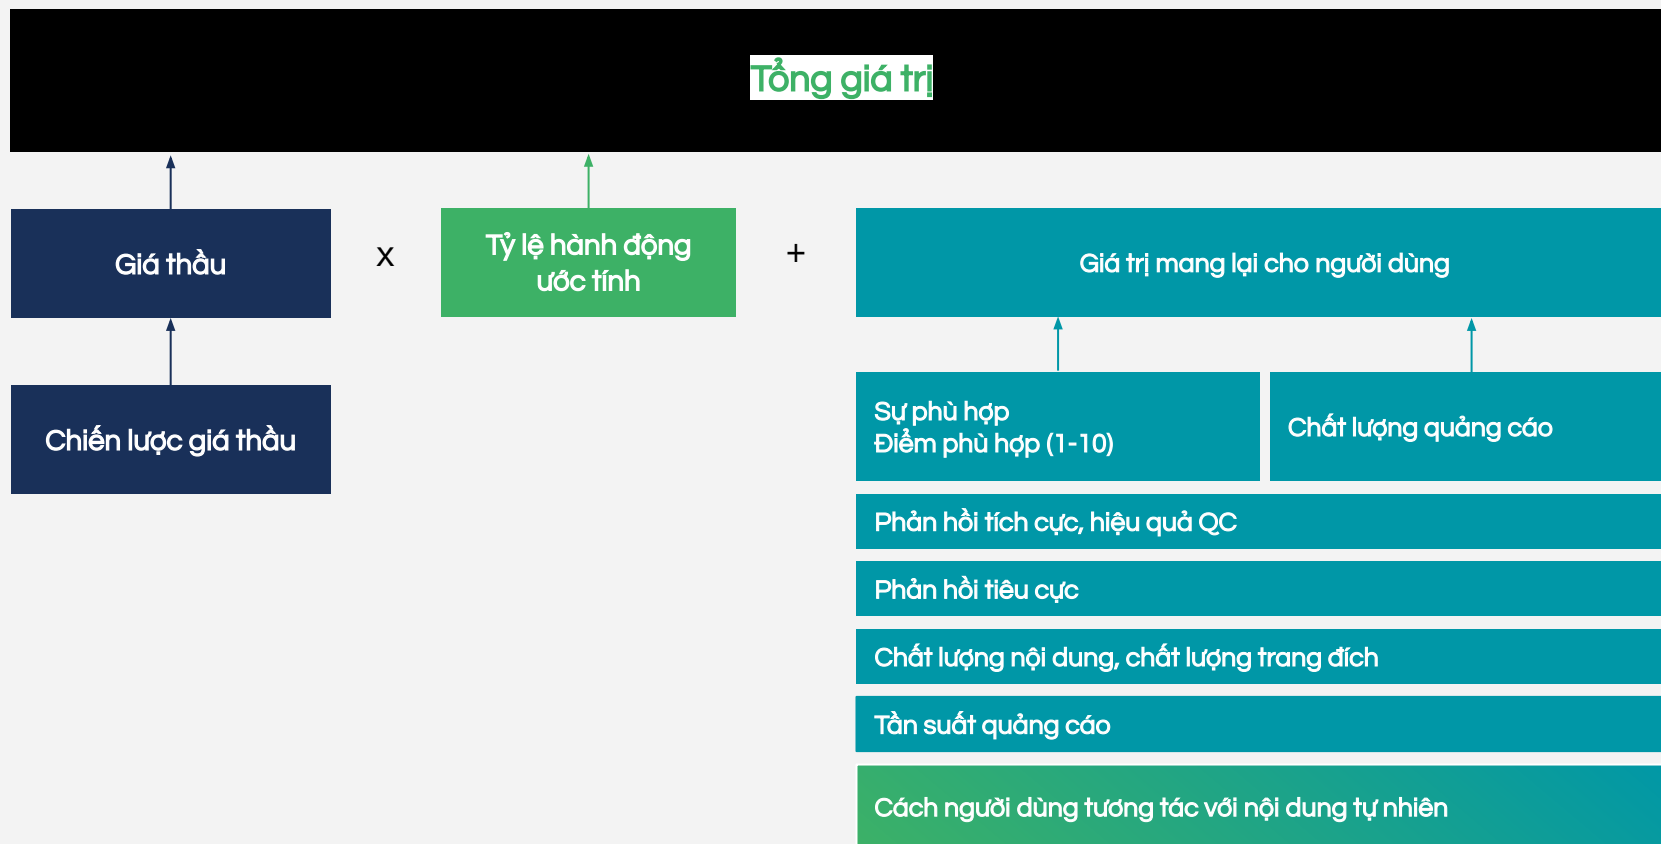 Tổng giá trị
Giá thầu
x
Tỷ lệ hành động
ước tính
+
Giá trị mang lại cho người dùng
Chiến lược giá thầu
Sự phù hợp
Điểm phù hợp (1-10)
Chất lượng quảng cáo
Phản hồi tích cực, hiệu quả QC
Phản hồi tiêu cực
Chất lượng nội dung, chất lượng trang đích
Tần suất quảng cáo
Cách người dùng tương tác với nội dung tự nhiên